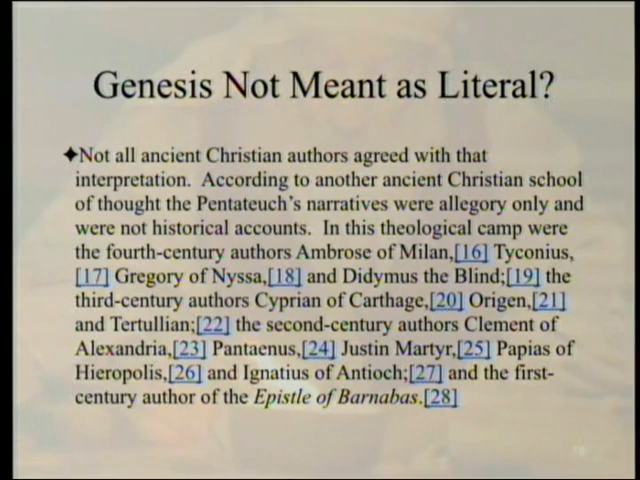 Genesis Not Meant as Literal?
✦Not all ancient Christian authors agreed with that
interpretation. According to another ancient Christian school
of thought the Pentateuch's narratives were allegory only and
were not historical accounts. In this theological camp were
the fourth-century authors Ambrose of Milan,[16] Tyconius,
[17] Gregory of Nyssa,[18] and Didymus the Blind;[19] the
third-century authors Cyprian of Carthage,[20] Origen,[21]
and Tertullian;[22] the second-century authors Clement of
Alexandria,[23] Pantaenus,[24] Justin Martyr,[25] Papias of
Hieropolis,[26] and Ignatius of Antioch;[27] and the first-
century author of the Epistle of Barnabas.[28]